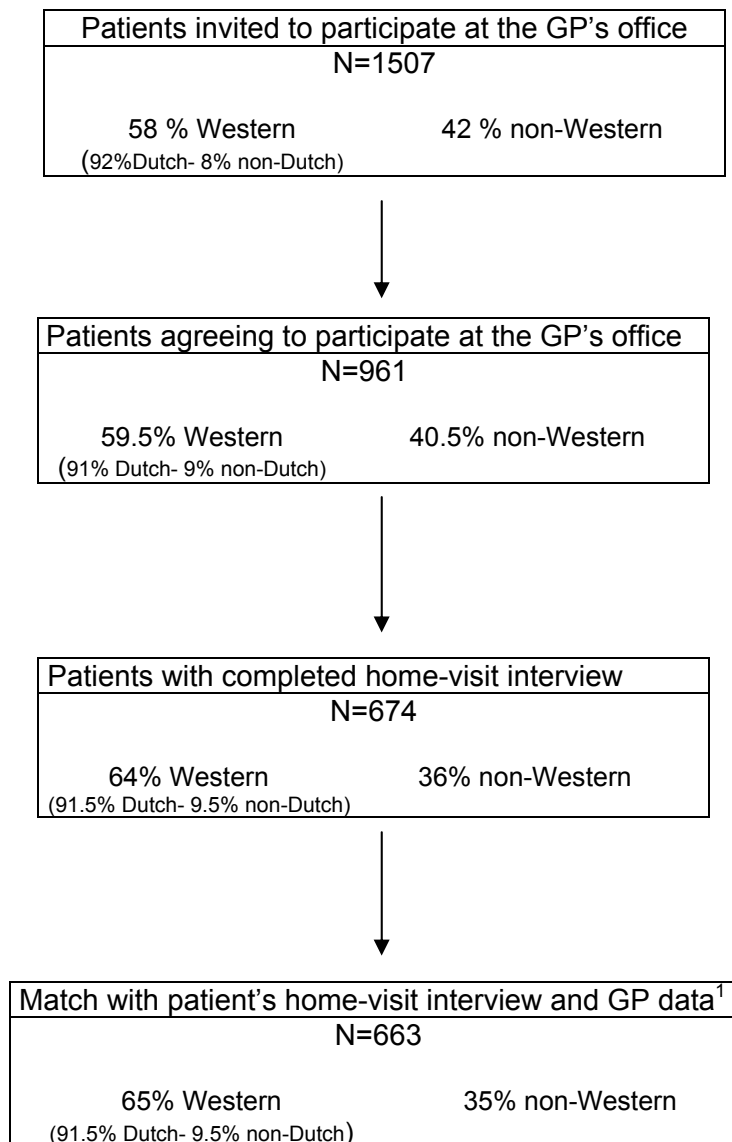 Patients invited to participate at the GP’s office
N=1507
58 % Western 42 % non-Western
(92%Dutch- 8% non-Dutch)
Patients agreeing to participate at the GP’s office
N=961
59.5% Western 40.5% non-Western
(91% Dutch- 9% non-Dutch)
Patients with completed home-visit interview
N=674
64% Western 36% non-Western
(91.5% Dutch- 9.5% non-Dutch)
Match with patient’s home-visit interview and GP data¹
N=663
65% Western 35% non-Western
(91.5% Dutch- 9.5% non-Dutch)